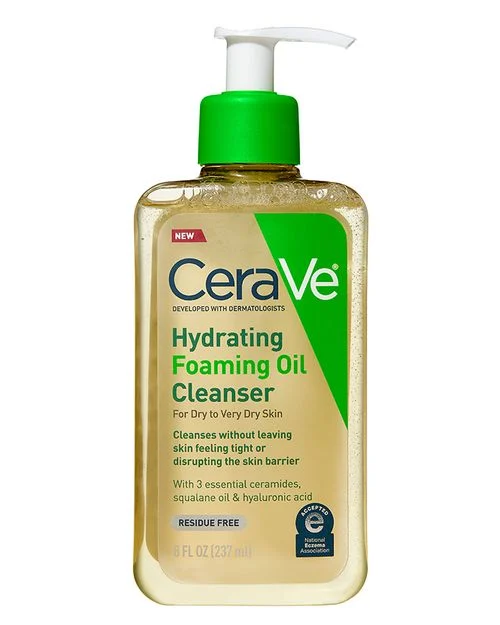 NEW
CeraVe®
DEVELOPED WITH DERMATOLOGISTS
Hydrating
Foaming Oil
Cleanser
For Dry to Very Dry Skin
Cleanses without leaving
skin feeling tight or
disrupting the skin barrier
With 3 essential ceramides,
squalane oil & hyaluronic acid
RESIDUE FREE
8 FL OZ (237 ml)
ACCEPTED
e
National
Eczema
Association